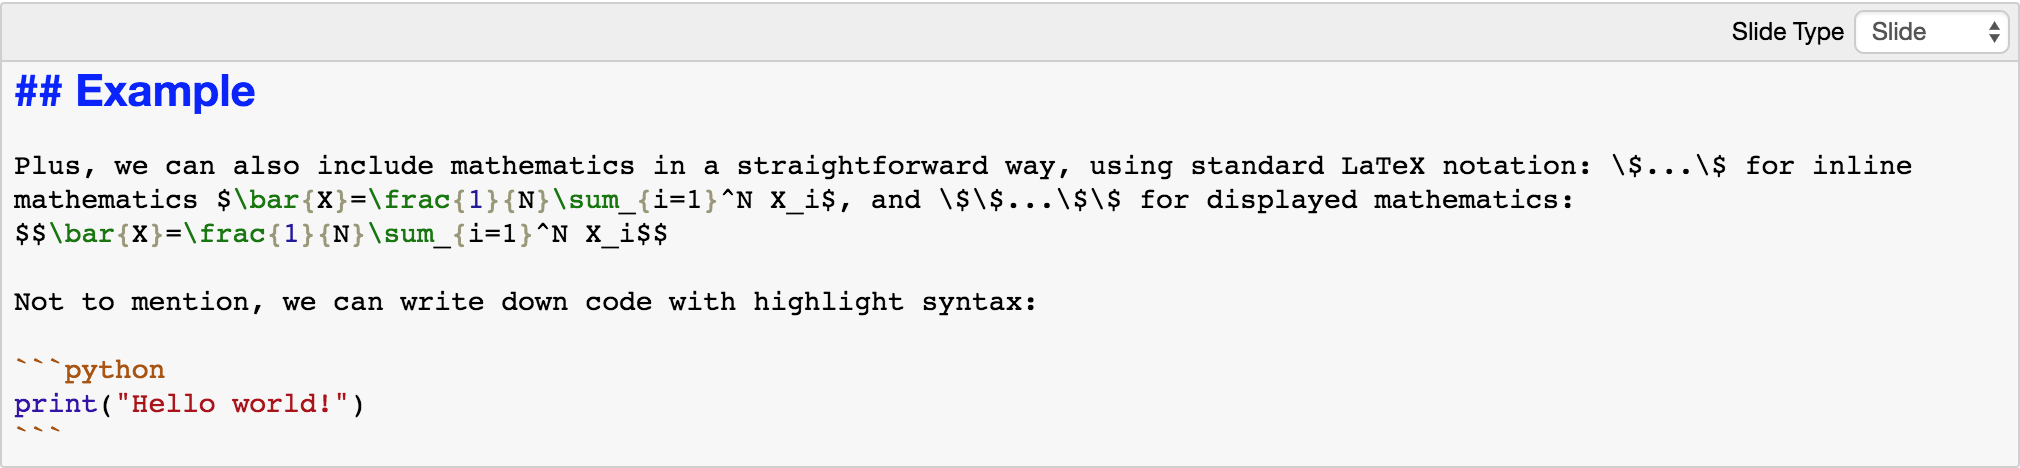 Slide Type Slide
## Example
Plus, we can also include mathematics in a straightforward way, using standard LaTeX notation: \$...\$ for inline
mathematics $\bar{X}=\frac{1}{N}\sum_{i=1}^N X_i$, and \$\$...\$\$ for displayed mathematics:
$$\bar{X}=\frac{1}{N}\sum_{i=1}^N X_i$$
Not to mention, we can write down code with highlight syntax:
```python
print("Hello world!")
```